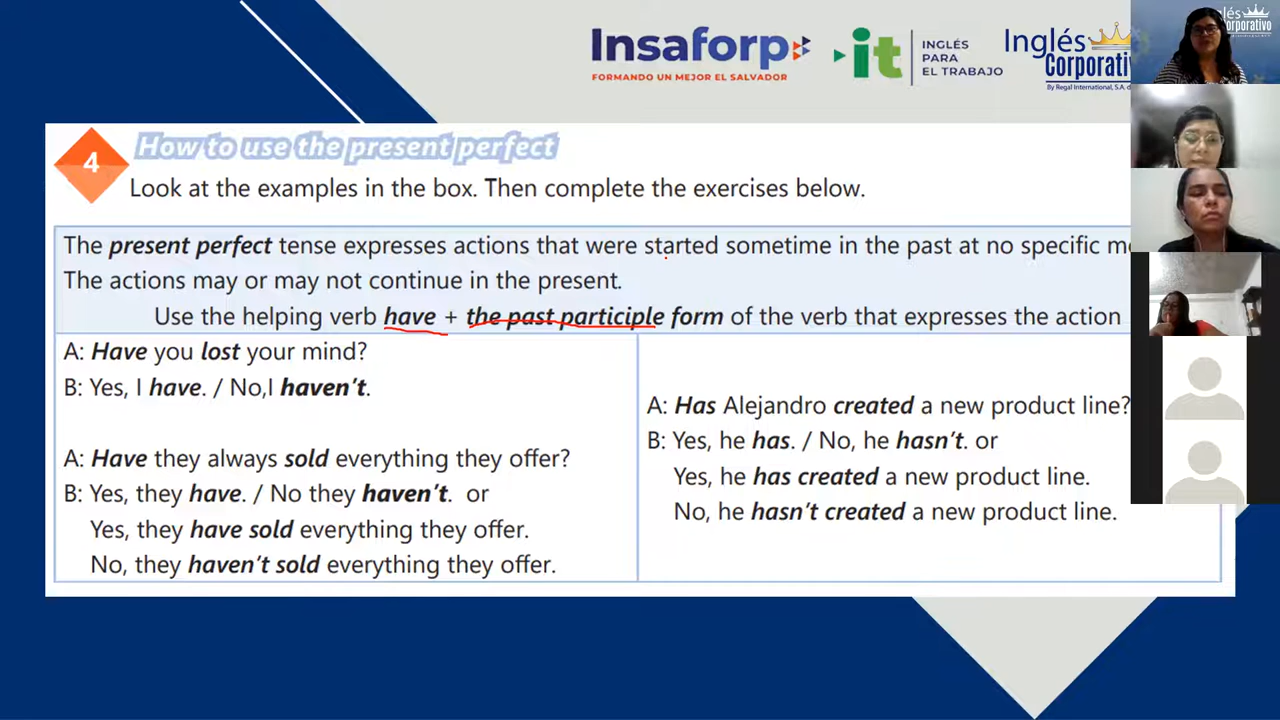 Insaforp
FORMANDO UN MEJOR EL SALVADOR
it
INGLÉS
PARA
EL TRABAJO
Inglés
Corporativ
By Regal International, S.A. d
glés
orporativo
4
How to use the present perfect
Look at the examples in the box. Then complete the exercises below.
The present perfect tense expresses actions that were started sometime in the past at no specific m
The actions may or may not continue in the present.
Use the helping verb have + the past participle form of the verb that expresses the action
A: Have you lost your mind?
B: Yes, I have. / No,I haven't.
A: Have they always sold everything they offer?
B: Yes, they have. / No they haven't. or
Yes, they have sold everything they offer.
No, they haven't sold everything they offer.
A: Has Alejandro created a new product line?
B: Yes, he has. / No, he hasn't. or
Yes, he has created a new product line.
No, he hasn't created a new product line.